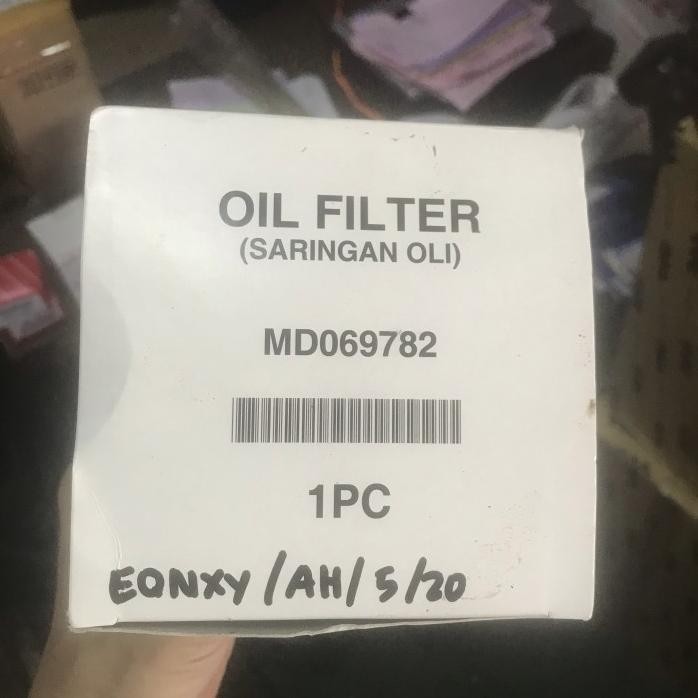 OIL FILTER
(SARINGAN OLI)
MD069782
1PC
EQNXY/AH/5/20